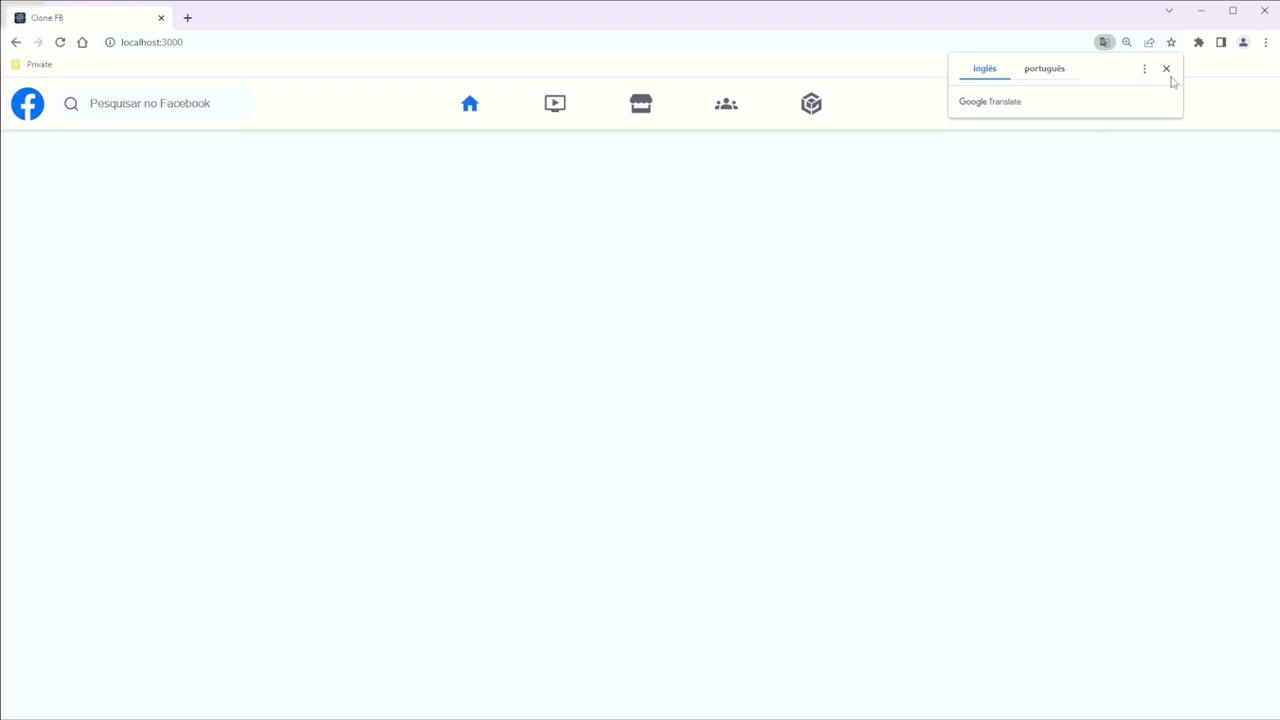 Clone FB
localhost:3000
Private
inglês português
Google Translate
Pesquisar no Facebook